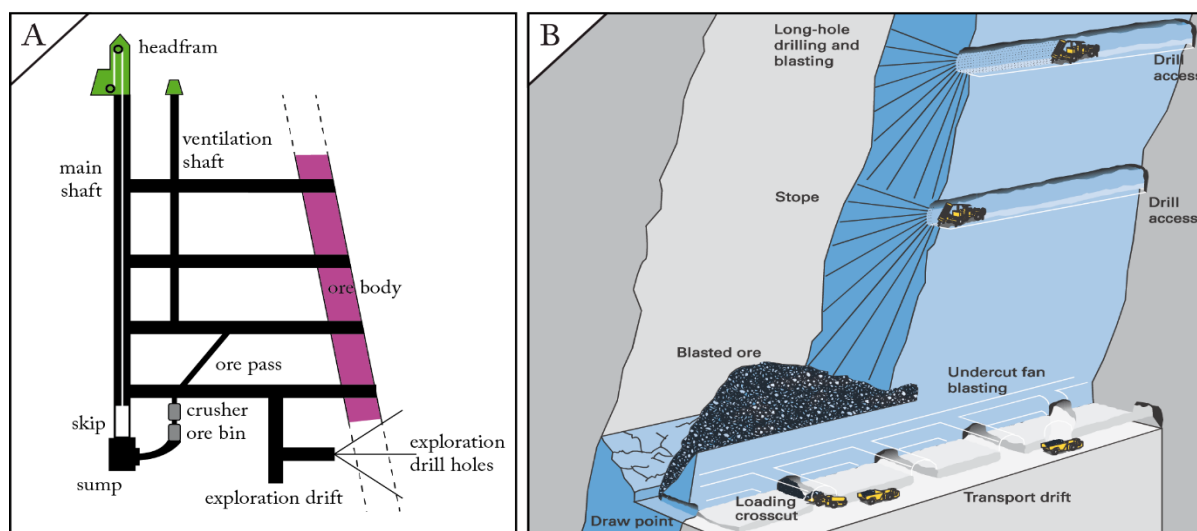 A
headfram
ventilation
shaft
main
shaft
ore body
ore pass
skip
crusher
ore bin
exploration
drill holes
sump
exploration drift
B
Long-hole
drilling and
blasting
Drill
access
Stope
Drill
access
Blasted ore
Undercut fan
blasting
Loading
crosscut
Transport drift
Draw point